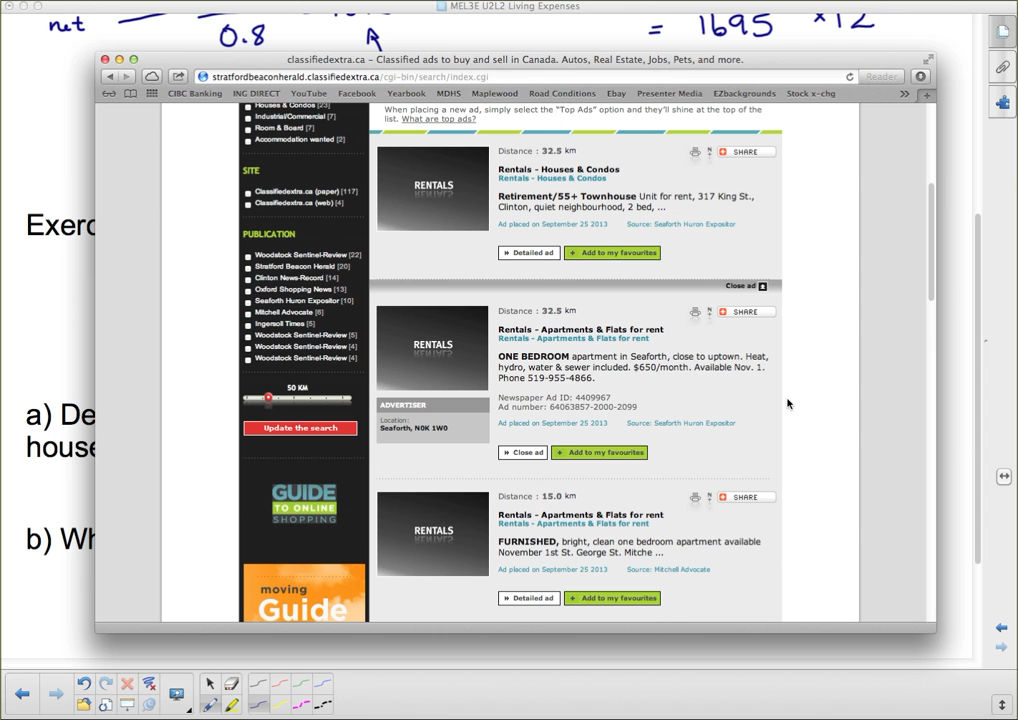 MEL3E U2L2 Living Expenses
net
0.8
= 1695 x12
classifiedextra.ca – Classified ads to buy and sell in Canada. Autos, Real Estate, Jobs, Pets, and more.
stratfordbeaconherald.classifiedextra.ca/cgi-bin/search/index.cgi
Reader
CIBC Banking ING DIRECT YouTube Facebook Yearbook MDHS Maplewood Road Conditions Ebay Presenter Media EZbackgrounds Stock x-chg
Houses & Condos [23]
Industrial/Commercial [7]
Room & Board [7]
Accommodation wanted [2]
SITE
Classifiedextra.ca (paper) [117]
Classifiedextra.ca (web) [4]
PUBLICATION
Woodstock Sentinel-Review [22]
Stratford Beacon Herald [20]
Clinton News-Record [14]
Oxford Shopping News [13]
Seaforth Huron Expositor [10]
Mitchell Advocate [6]
Ingersoll Times [5]
Woodstock Sentinel-Review [5]
Woodstock Sentinel-Review [4]
Woodstock Sentinel-Review [4]
50 KM
Update the search
GUIDE
TO ONLINE
SHOPPING
moving
Guide
When placing a new ad, simply select the "Top Ads" option and they'll shine at the top of the
list. What are top ads?
RENTALS
Distance : 32.5 km
SHARE
Rentals - Houses & Condos
Rentals - Houses & Condos
Retirement/55+ Townhouse Unit for rent, 317 King St.,
Clinton, quiet neighbourhood, 2 bed, ...
Ad placed on September 25 2013 Source: Seaforth Huron Expositor
Detailed ad + Add to my favourites
Close ad
RENTALS
Distance : 32.5 km
SHARE
Rentals - Apartments & Flats for rent
Rentals - Apartments & Flats for rent
ONE BEDROOM apartment in Seaforth, close to uptown. Heat,
hydro, water & sewer included. $650/month. Available Nov. 1.
Phone 519-955-4866.
ADVERTISER
Location:
Seaforth, N0K 1W0
Newspaper Ad ID: 4409967
Ad number: 64063857-2000-2099
Ad placed on September 25 2013 Source: Seaforth Huron Expositor
Close ad + Add to my favourites
RENTALS
Distance : 15.0 km
SHARE
Rentals - Apartments & Flats for rent
Rentals - Apartments & Flats for rent
FURNISHED, bright, clean one bedroom apartment available
November 1st St. George St. Mitche ...
Ad placed on September 25 2013 Source: Mitchell Advocate
Detailed ad + Add to my favourites
Exerc
a) De
house
b) Wh